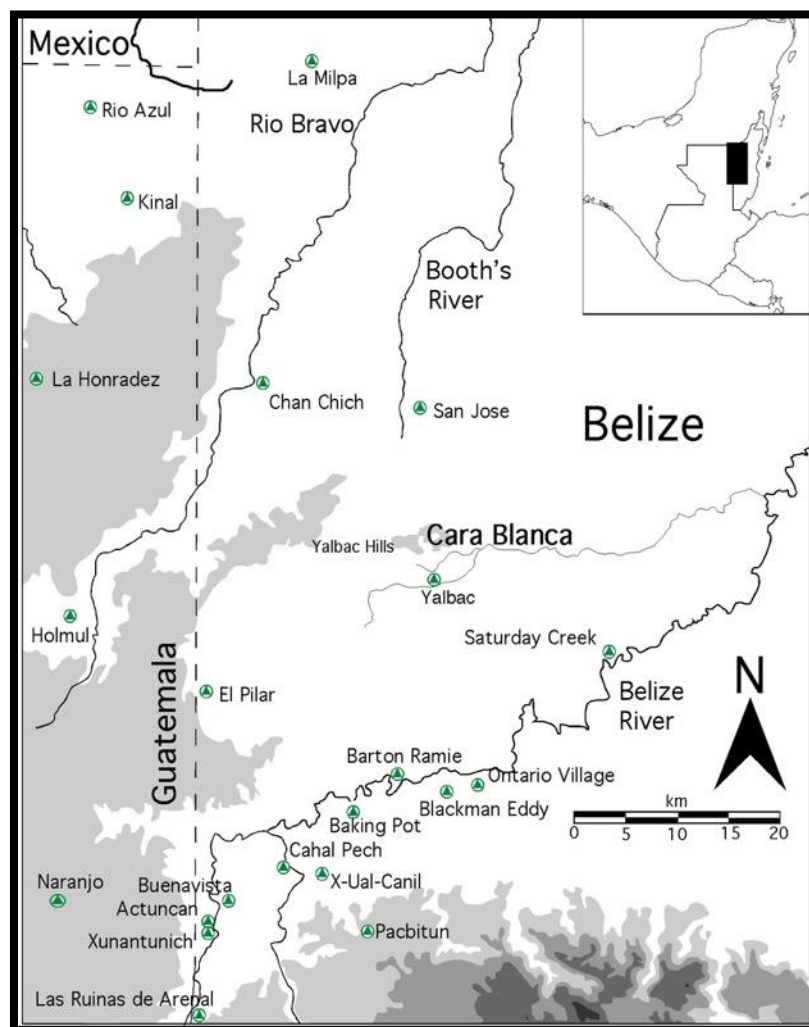 Mexico
La Milpa
Rio Azul
Rio Bravo
Kinal
Booth's
River
La Honradez
Chan Chich
San Jose
Belize
Cara Blanca
Yalbac Hills
Yalbac
Holmul
Saturday Creek
Guatemala
El Pilar
Belize
River
N
Barton Ramie
Ontario Village
Blackman Eddy
km
0 5 10 15 20
Baking Pot
Cahal Pech
X-Ual-Canil
Naranjo
Buenavista
Actuncan
Xunantunich
Pacbitun
Las Ruinas de Arenal